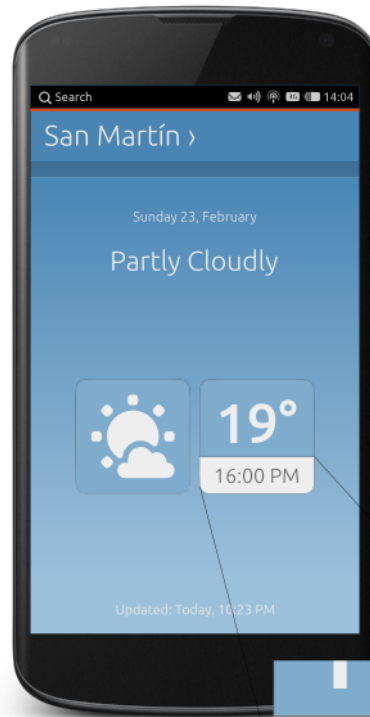 Search 3G 14:04
San Martín ›
Sunday 23, February
Partly Cloudly
19°
16:00 PM
Updated: Today, 10:23 PM